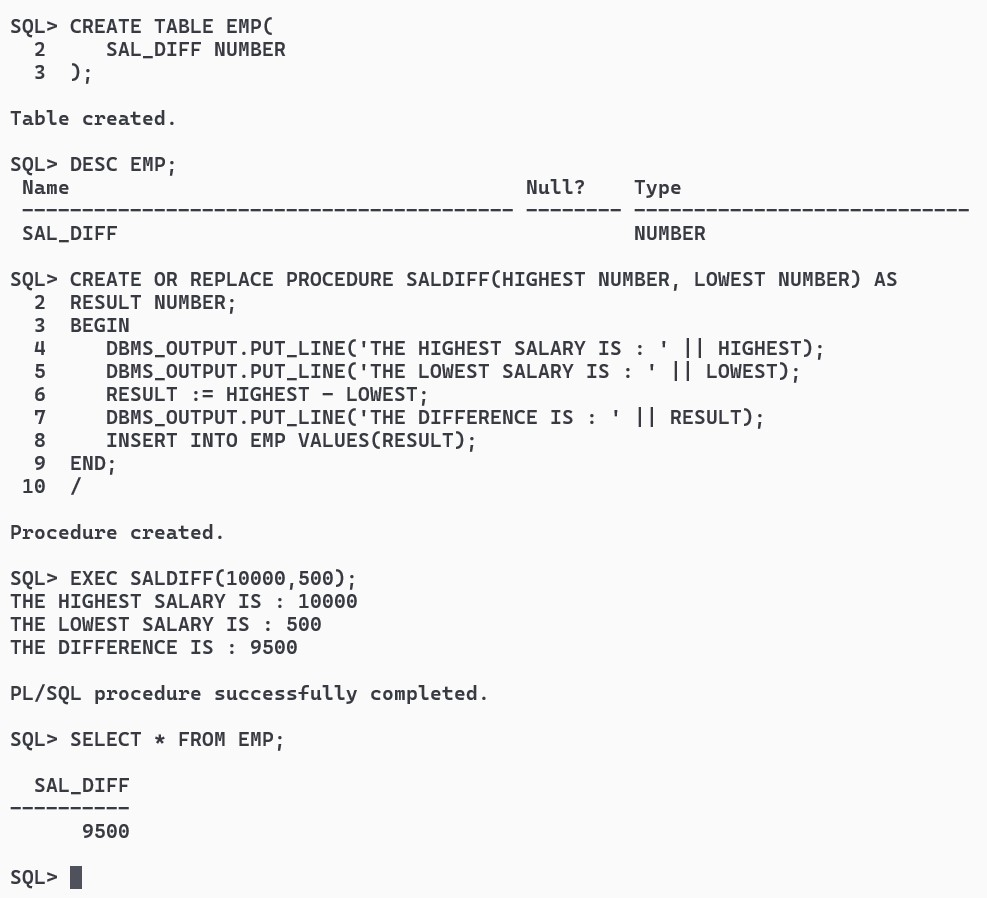 SQL> CREATE TABLE EMP(
  2     SAL_DIFF NUMBER
  3  );
Table created.
SQL> DESC EMP;
 Name                                      Null?    Type
 ----------------------------------------- -------- ----------------------------
 SAL_DIFF                                           NUMBER
SQL> CREATE OR REPLACE PROCEDURE SALDIFF(HIGHEST NUMBER, LOWEST NUMBER) AS
  2  RESULT NUMBER;
  3  BEGIN
  4     DBMS_OUTPUT.PUT_LINE('THE HIGHEST SALARY IS : ' || HIGHEST);
  5     DBMS_OUTPUT.PUT_LINE('THE LOWEST SALARY IS : ' || LOWEST);
  6     RESULT := HIGHEST - LOWEST;
  7     DBMS_OUTPUT.PUT_LINE('THE DIFFERENCE IS : ' || RESULT);
  8     INSERT INTO EMP VALUES(RESULT);
  9  END;
 10  /
Procedure created.
SQL> EXEC SALDIFF(10000,500);
THE HIGHEST SALARY IS : 10000
THE LOWEST SALARY IS : 500
THE DIFFERENCE IS : 9500
PL/SQL procedure successfully completed.
SQL> SELECT * FROM EMP;
  SAL_DIFF
----------
      9500
SQL>